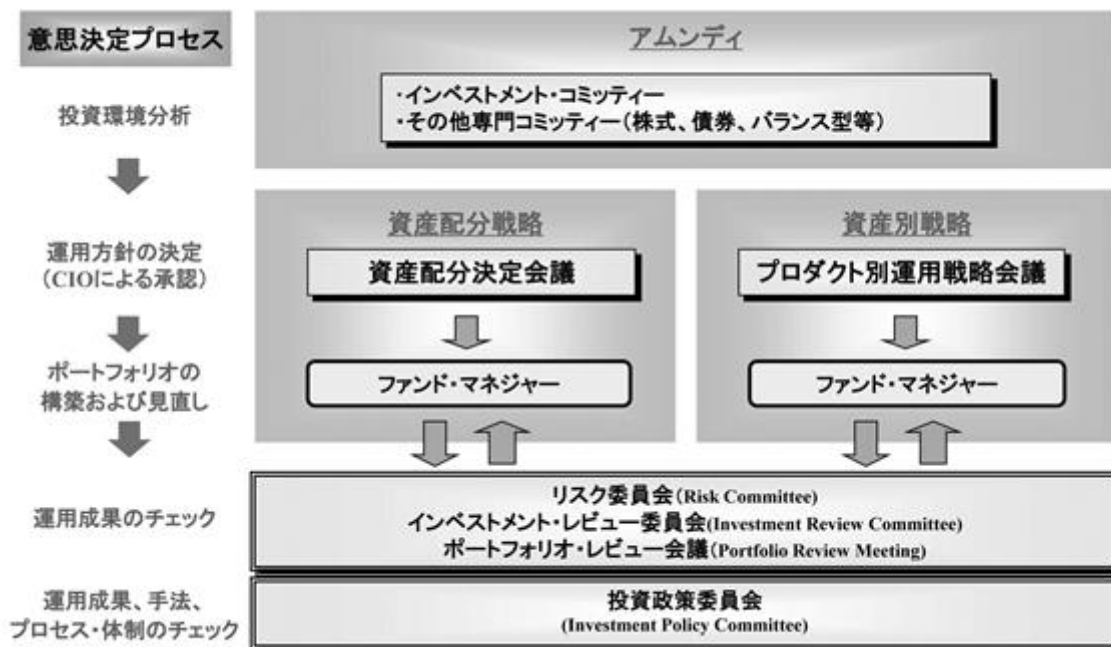 意思決定プロセス
アムンディ
投資環境分析
・インベストメント・コミッティー
・その他専門コミッティー(株式、債券、バランス型等)
資産配分戦略
資産別戦略
運用方針の決定
(CIOによる承認)
資産配分決定会議
プロダクト別運用戦略会議
ポートフォリオの
構築および見直し
ファンド・マネジャー
ファンド・マネジャー
運用成果のチェック
リスク委員会(Risk Committee)
インベストメント・レビュー委員会(Investment Review Committee)
ポートフォリオ・レビュー会議(Portfolio Review Meeting)
運用成果、手法、
プロセス・体制のチェック
投資政策委員会
(Investment Policy Committee)